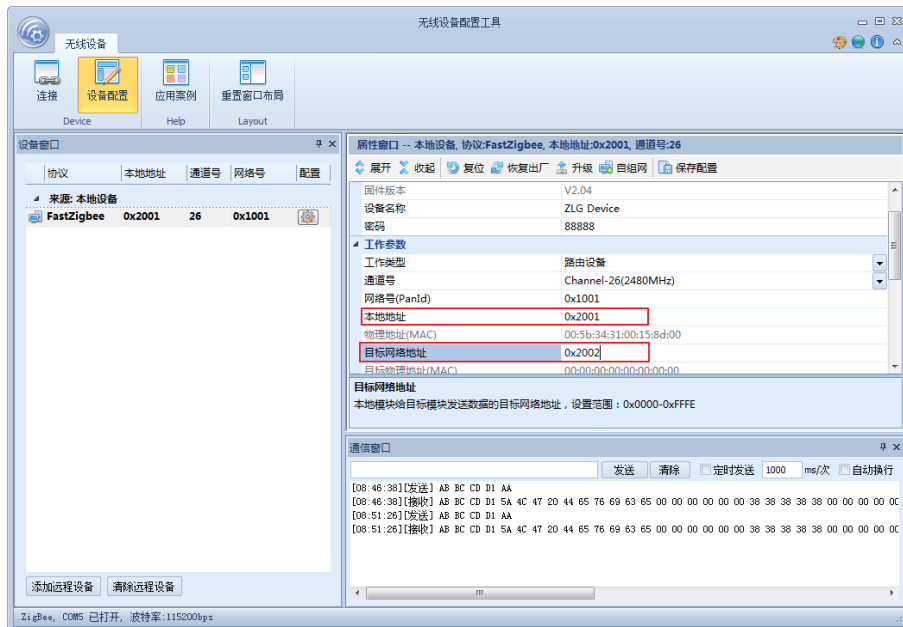 无线设备配置工具
无线设备
连接 设备配置 应用案例 重置窗口布局
Device Help Layout
设备窗口
协议 本地地址 通道号 网络号 配置
来源: 本地设备
FastZigbee 0x2001 26 0x1001
添加远程设备 清除远程设备
属性窗口 -- 本地设备, 协议:FastZigbee, 本地地址:0x2001, 通道号:26
展开 收起 复位 恢复出厂 升级 自组网 保存配置
固件版本 V2.04
设备名称 ZLG Device
密码 88888
工作参数
工作类型 路由设备
通道号 Channel-26(2480MHz)
网络号(PanId) 0x1001
本地地址 0x2001
物理地址(MAC) 00:5b:34:31:00:15:8d:00
目标网络地址 0x2002
目标物理地址(MAC) 00:00:00:00:00:00:00:00
目标网络地址
本地模块给目标模块发送数据的目标网络地址，设置范围：0x0000-0xFFFE
通信窗口
发送 清除 定时发送 1000 ms/次 自动换行
[08:46:38][发送] AB BC CD D1 AA
[08:46:38][接收] AB BC CD D1 5A 4C 47 20 44 65 76 69 63 65 00 00 00 00 00 00 38 38 38 38 38 00 00 00 00 0C
[08:51:26][发送] AB BC CD D1 AA
[08:51:26][接收] AB BC CD D1 5A 4C 47 20 44 65 76 69 63 65 00 00 00 00 00 00 38 38 38 38 38 00 00 00 00 0C
ZigBee, COM5 已打开, 波特率:115200bps